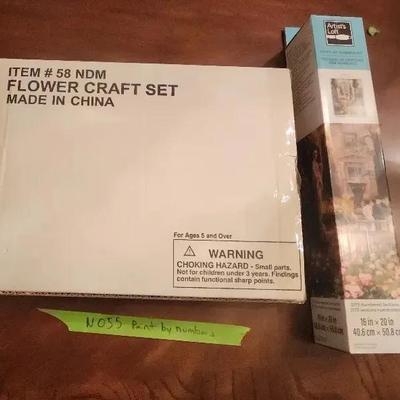 ITEM # 58 NDM
FLOWER CRAFT SET
MADE IN CHINA
For Ages 5 and Over
WARNING
CHOKING HAZARD - Small parts.
Not for children under 3 years. Findings
contain functional sharp points.
N055 Paint by numbers
Artist's
Loft
16 in x 20 in
40.6 cm x 50.8 cm